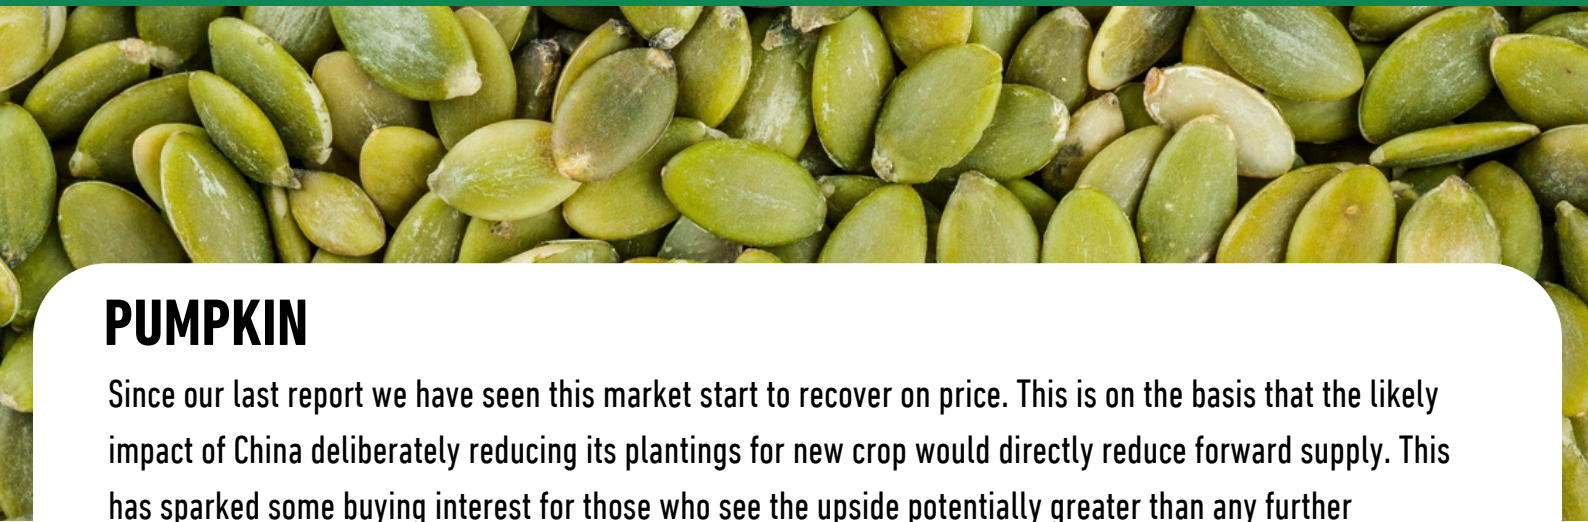 PUMPKIN
Since our last report we have seen this market start to recover on price. This is on the basis that the likely
impact of China deliberately reducing its plantings for new crop would directly reduce forward supply. This
has sparked some buying interest for those who see the upside potentially greater than any further